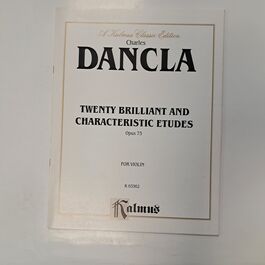 A Kalmus Classic Edition
Charles
DANCLA
TWENTY BRILLIANT AND
CHARACTERISTIC ETUDES
Opus 73
FOR VIOLIN
K 03362
Kalmus